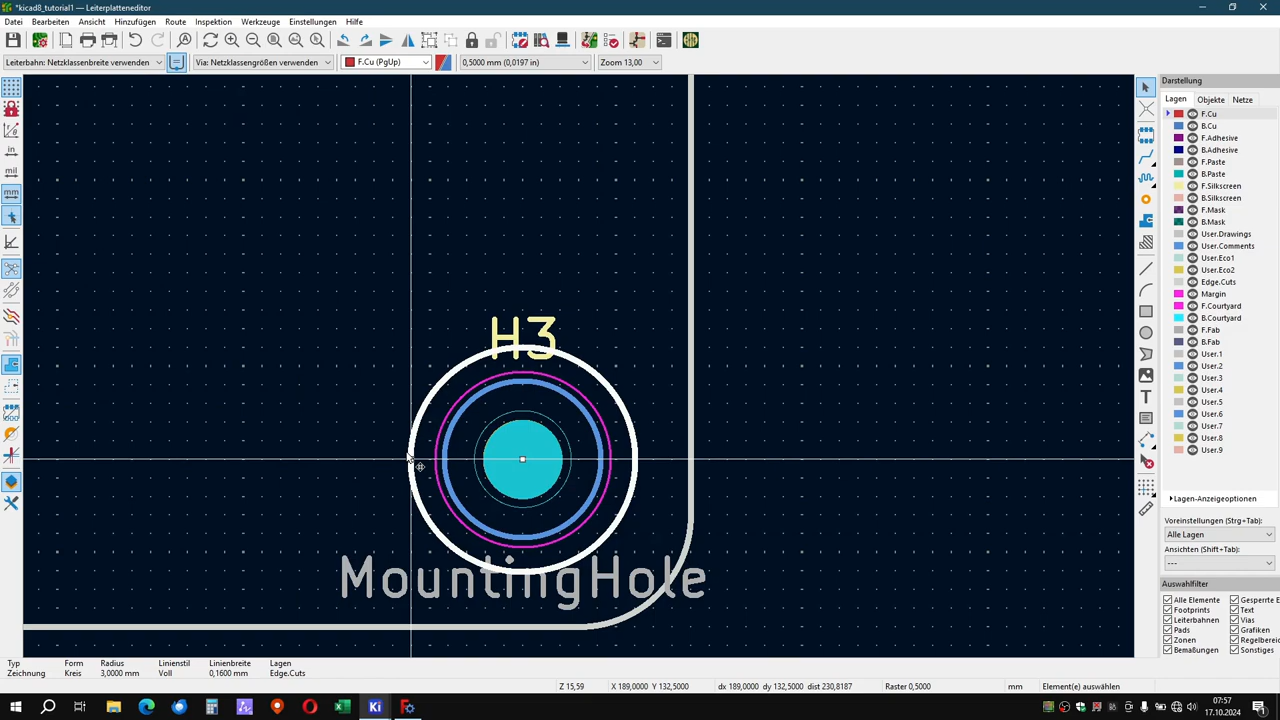 *kicad8_tutorial1 — Leiterplatteneditor
Datei Bearbeiten Ansicht Hinzufügen Route Inspektion Werkzeuge Einstellungen Hilfe
Leiterbahn: Netzklassenbreite verwenden Via: Netzklassengrößen verwenden F.Cu (PgUp) 0,5000 mm (0,0197 in) Zoom 13,00
in
mil
mm
H3
MountingHole
Darstellung
Lagen Objekte Netze
F.Cu
B.Cu
F.Adhesive
B.Adhesive
F.Paste
B.Paste
F.Silkscreen
B.Silkscreen
F.Mask
B.Mask
User.Drawings
User.Comments
User.Eco1
User.Eco2
Edge.Cuts
Margin
F.Courtyard
B.Courtyard
F.Fab
B.Fab
User.1
User.2
User.3
User.4
User.5
User.6
User.7
User.8
User.9
Lagen-Anzeigeoptionen
Voreinstellungen (Strg+Tab):
Alle Lagen
Ansichten (Shift+Tab):
---
Auswahlfilter
Alle Elemente Gesperrte E
Footprints Text
Leiterbahnen Vias
Pads Grafiken
Zonen Regelbereic
Bemaßungen Sonstiges
Typ Form Radius Linienstil Linienbreite Lagen
Zeichnung Kreis 3,0000 mm Voll 0,1600 mm Edge.Cuts
Z 15,59 X 189,0000 Y 132,5000 dx 189,0000 dy 132,5000 dist 230,8187 Raster 0,5000 mm Element(e) auswählen
Ki
07:57
17.10.2024